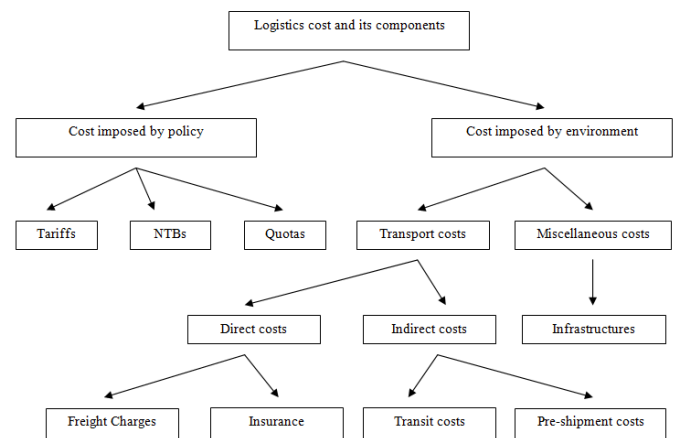 Logistics cost and its components
Cost imposed by policy
Cost imposed by environment
Tariffs
NTBs
Quotas
Transport costs
Miscellaneous costs
Direct costs
Indirect costs
Infrastructures
Freight Charges
Insurance
Transit costs
Pre-shipment costs